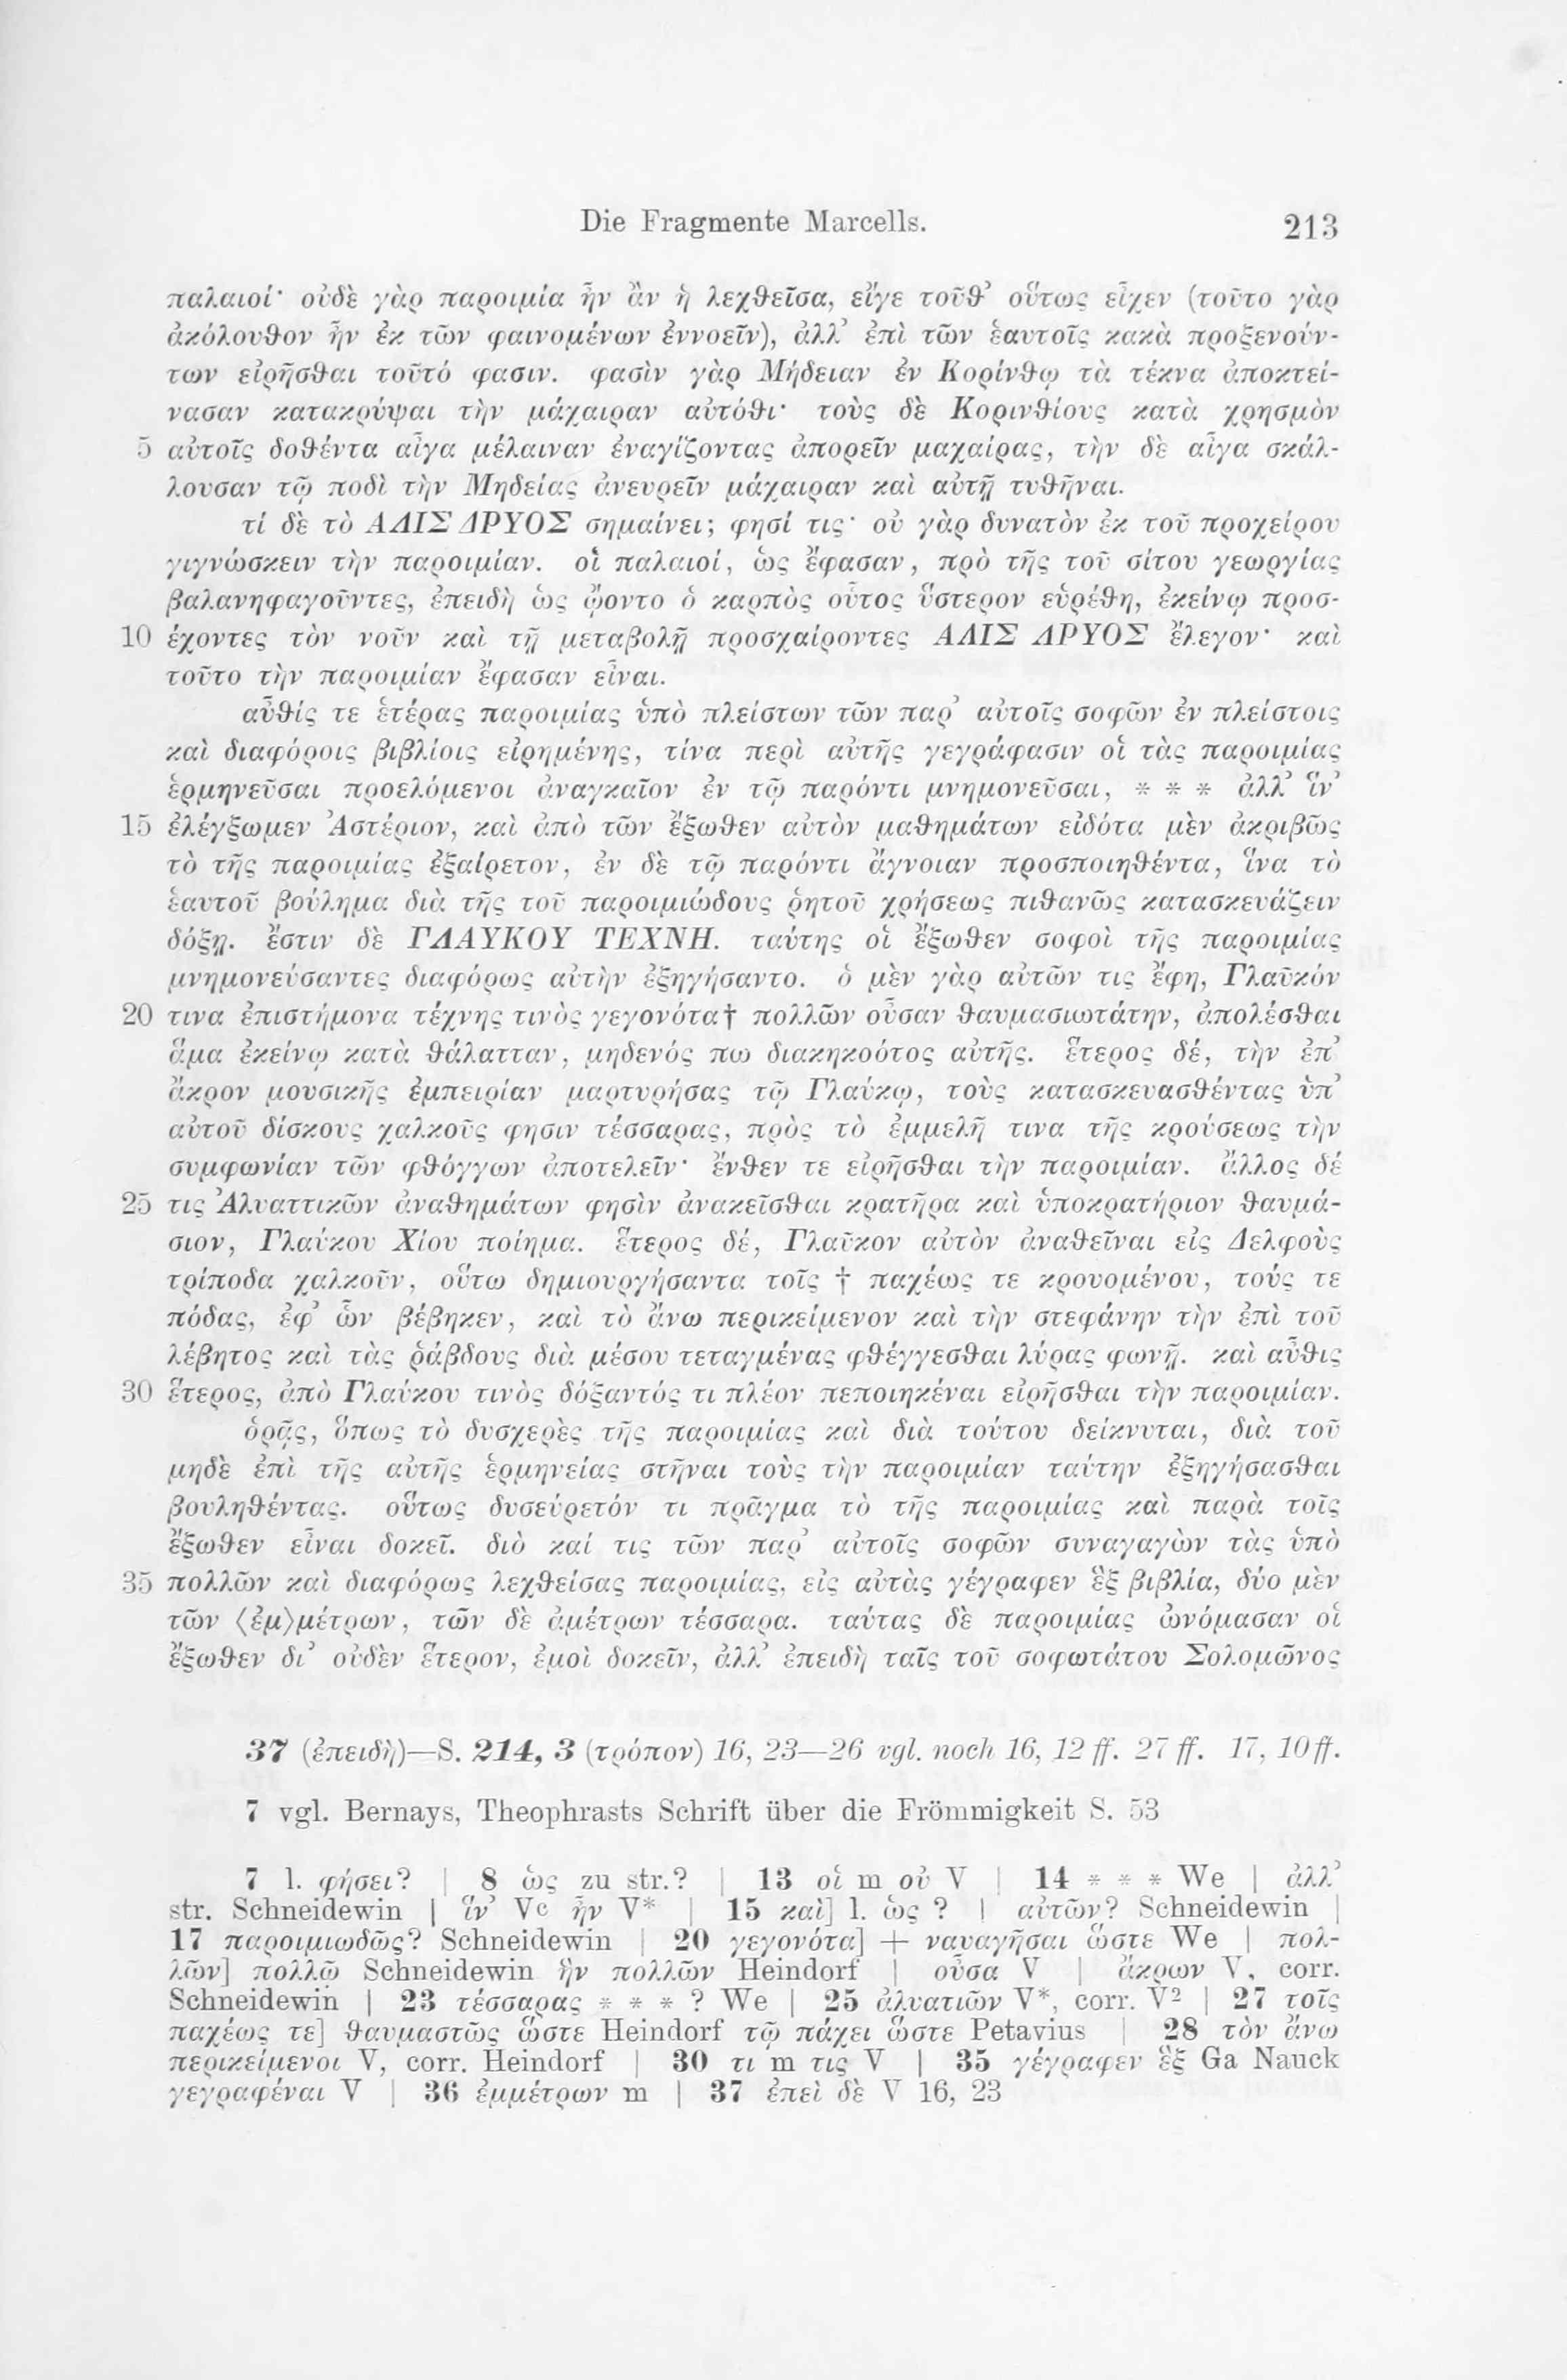 Die Fragmente Marcells. 213
παλαιοί· οὐδὲ γὰρ παροιμία ἦν ἂν ἡ λεχθεῖσα, εἴγε τοῦθ’ οὕτως εἶχεν (τοῦτο γὰρ
ἀκόλουθον ἦν ἐκ τῶν φαινομένων ἐννοεῖν), ἀλλ’ ἐπὶ τῶν ἑαυτοῖς κακὰ προξενούν-
των εἰρῆσθαι τοῦτό φασιν. φασὶν γὰρ Μήδειαν ἐν Κορίνθῳ τὰ τέκνα ἀποκτεί-
νασαν κατακρύψαι τὴν μάχαιραν αὐτόθι· τοὺς δὲ Κορινθίους κατὰ χρησμὸν
5 αὐτοῖς δοθέντα αἶγα μέλαιναν ἐναγίζοντας ἀπορεῖν μαχαίρας, τὴν δὲ αἶγα σκάλ-
λουσαν τῷ ποδὶ τὴν Μηδείας ἀνευρεῖν μάχαιραν καὶ αὐτῇ τυθῆναι.
τί δὲ τὸ ΑΛΙΣ ΔΡΥΟΣ σημαίνει; φησί τις· οὐ γὰρ δυνατὸν ἐκ τοῦ προχείρου
γιγνώσκειν τὴν παροιμίαν. οἱ παλαιοί, ὡς ἔφασαν, πρὸ τῆς τοῦ σίτου γεωργίας
βαλανηφαγοῦντες, ἐπειδὴ ὡς ᾤοντο ὁ καρπὸς οὗτος ὕστερον εὑρέθη, ἐκείνῳ προσ-
10 έχοντες τὸν νοῦν καὶ τῇ μεταβολῇ προσχαίροντες ΑΛΙΣ ΔΡΥΟΣ ἔλεγον· καὶ
τοῦτο τὴν παροιμίαν ἔφασαν εἶναι.
αὖθίς τε ἑτέρας παροιμίας ὑπὸ πλείστων τῶν παρ’ αὐτοῖς σοφῶν ἐν πλείστοις
καὶ διαφόροις βιβλίοις εἰρημένης, τίνα περὶ αὐτῆς γεγράφασιν οἱ τὰς παροιμίας
ἑρμηνεῦσαι προελόμενοι ἀναγκαῖον ἐν τῷ παρόντι μνημονεῦσαι, * * * ἀλλ’ ἵν’
15 ἐλέγξωμεν Ἀστέριον, καὶ ἀπὸ τῶν ἔξωθεν αὐτὸν μαθημάτων εἰδότα μὲν ἀκριβῶς
τὸ τῆς παροιμίας ἐξαίρετον, ἐν δὲ τῷ παρόντι ἄγνοιαν προσποιηθέντα, ἵνα τὸ
ἑαυτοῦ βούλημα διὰ τῆς τοῦ παροιμιώδους ῥητοῦ χρήσεως πιθανῶς κατασκευάζειν
δόξῃ. ἔστιν δὲ ΓΛΑΥΚΟΥ ΤΕΧΝΗ. ταύτης οἱ ἔξωθεν σοφοὶ τῆς παροιμίας
μνημονεύσαντες διαφόρως αὐτὴν ἐξηγήσαντο. ὁ μὲν γὰρ αὐτῶν τις ἔφη, Γλαῦκόν
20 τινα ἐπιστήμονα τέχνης τινὸς γεγονότα† πολλῶν οὖσαν θαυμασιωτάτην, ἀπολέσθαι
ἅμα ἐκείνῳ κατὰ θάλατταν, μηδενός πω διακηκοότος αὐτῆς. ἕτερος δέ, τὴν ἐπ’
ἄκρον μουσικῆς ἐμπειρίαν μαρτυρήσας τῷ Γλαύκῳ, τοὺς κατασκευασθέντας ὑπ’
αὐτοῦ δίσκους χαλκοῦς φησιν τέσσαρας, πρὸς τὸ ἐμμελῆ τινα τῆς κρούσεως τὴν
συμφωνίαν τῶν φθόγγων ἀποτελεῖν· ἔνθεν τε εἰρῆσθαι τὴν παροιμίαν. ἄλλος δέ
25 τις Ἀλυαττικῶν ἀναθημάτων φησὶν ἀνακεῖσθαι κρατῆρα καὶ ὑποκρατήριον θαυμά-
σιον, Γλαύκου Χίου ποίημα. ἕτερος δέ, Γλαῦκον αὐτὸν ἀναθεῖναι εἰς Δελφοὺς
τρίποδα χαλκοῦν, οὕτω δημιουργήσαντα τοῖς † παχέως τε κρουομένου, τούς τε
πόδας, ἐφ’ ὧν βέβηκεν, καὶ τὸ ἄνω περικείμενον καὶ τὴν στεφάνην τὴν ἐπὶ τοῦ
λέβητος καὶ τὰς ῥάβδους διὰ μέσου τεταγμένας φθέγγεσθαι λύρας φωνῇ. καὶ αὖθις
30 ἕτερος, ἀπὸ Γλαύκου τινὸς δόξαντός τι πλέον πεποιηκέναι εἰρῆσθαι τὴν παροιμίαν.
ὁρᾷς, ὅπως τὸ δυσχερὲς τῆς παροιμίας καὶ διὰ τούτου δείκνυται, διὰ τοῦ
μηδὲ ἐπὶ τῆς αὐτῆς ἑρμηνείας στῆναι τοὺς τὴν παροιμίαν ταύτην ἐξηγήσασθαι
βουληθέντας. οὕτως δυσεύρετόν τι πρᾶγμα τὸ τῆς παροιμίας καὶ παρὰ τοῖς
ἔξωθεν εἶναι δοκεῖ. διὸ καί τις τῶν παρ’ αὐτοῖς σοφῶν συναγαγὼν τὰς ὑπὸ
35 πολλῶν καὶ διαφόρως λεχθείσας παροιμίας, εἰς αὐτὰς γέγραφεν ἓξ βιβλία, δύο μὲν
τῶν ⟨ἐμ⟩μέτρων, τῶν δὲ ἀμέτρων τέσσαρα. ταύτας δὲ παροιμίας ὠνόμασαν οἱ
ἔξωθεν δι’ οὐδὲν ἕτερον, ἐμοὶ δοκεῖν, ἀλλ’ ἐπειδὴ ταῖς τοῦ σοφωτάτου Σολομῶνος
37 (ἐπειδὴ)—S. 214, 3 (τρόπον) 16, 23—26 vgl. noch 16, 12 ff. 27 ff. 17, 10 ff.
7 vgl. Bernays, Theophrasts Schrift über die Frömmigkeit S. 53
7 l. φήσει? | 8 ὡς zu str.? | 13 οἱ m οὐ V | 14 * * * We | ἀλλ’
str. Schneidewin | ἵν’ Vc ἦν V* | 15 καὶ] l. ὡς ? | αὐτῶν? Schneidewin |
17 παροιμιωδῶς? Schneidewin | 20 γεγονότα] + ναυαγῆσαι ὥστε We | πολ-
λῶν] πολλῷ Schneidewin ἣν πολλῶν Heindorf | οὖσα V | ἄκρων V, corr.
Schneidewin | 23 τέσσαρας * * * ? We | 25 ἀλυατιῶν V*, corr. V2 | 27 τοῖς
παχέως τε] θαυμαστῶς ὥστε Heindorf τῷ πάχει ὥστε Petavius | 28 τὸν ἄνω
περικείμενοι V, corr. Heindorf | 30 τι m τις V | 35 γέγραφεν ἓξ Ga Nauck
γεγραφέναι V | 36 ἐμμέτρων m | 37 ἐπεὶ δὲ V 16, 23